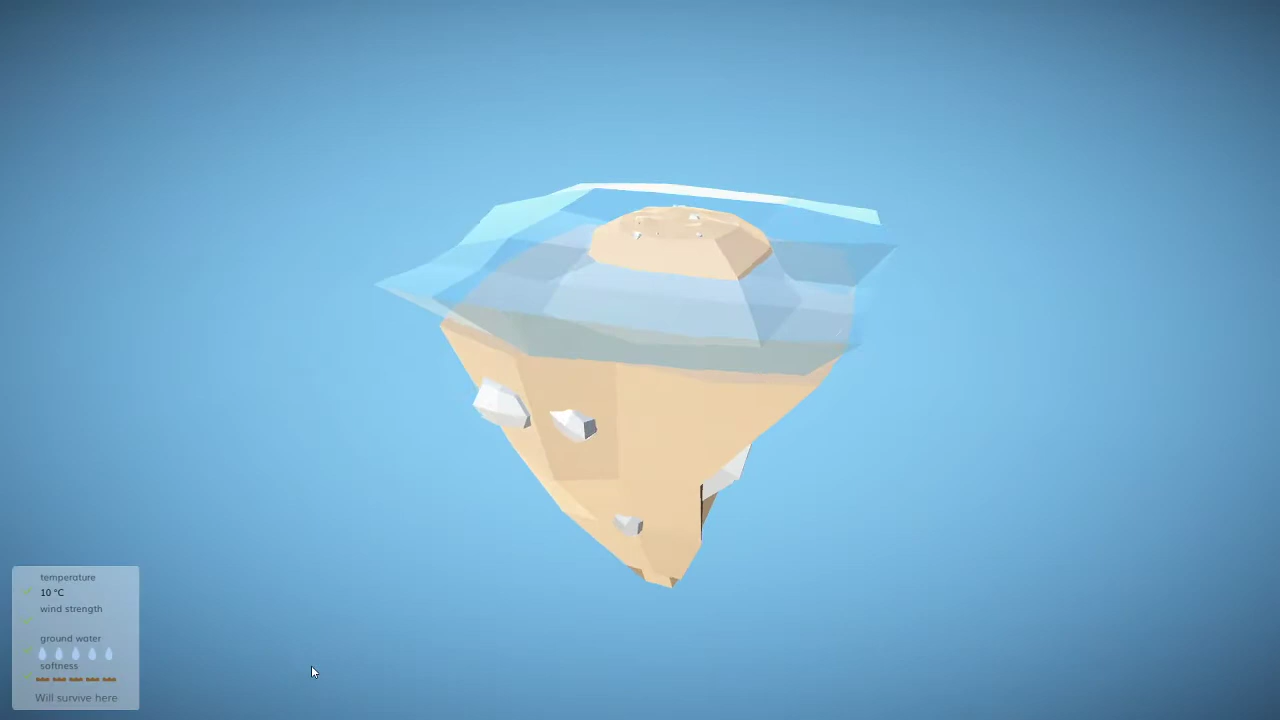 temperature
10 °C
wind strength
ground water
softness
Will survive here